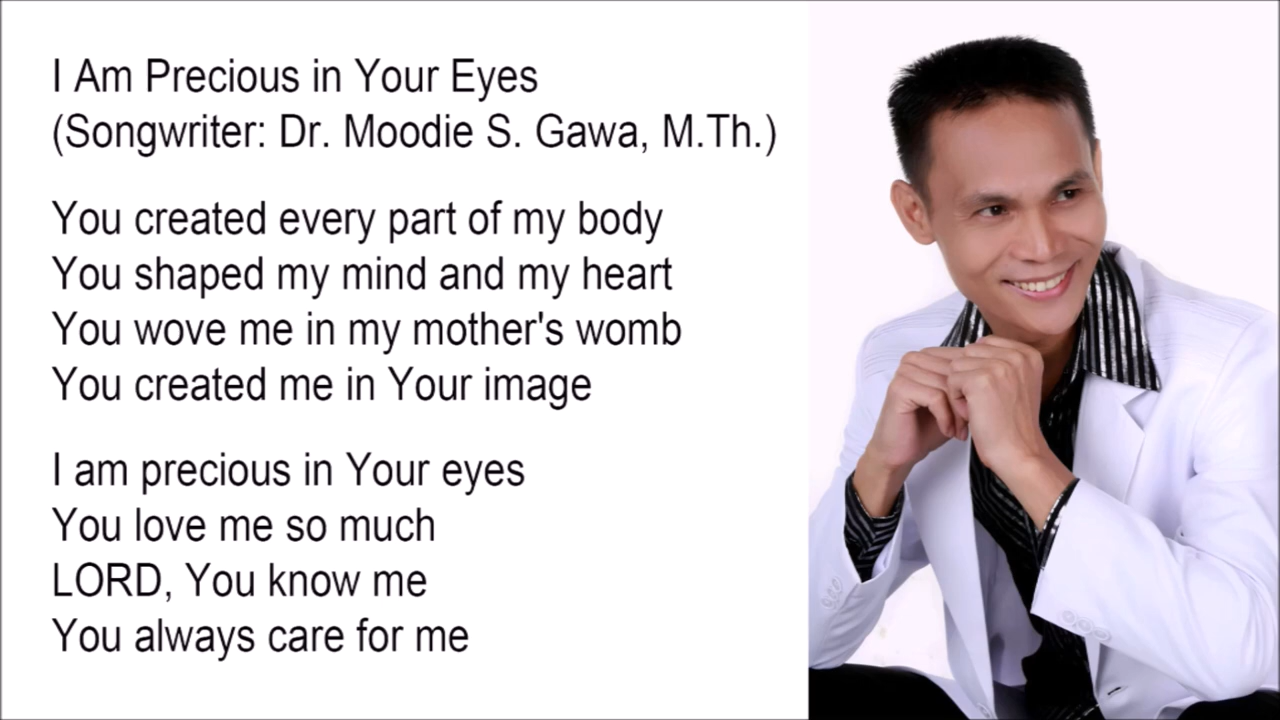 I Am Precious in Your Eyes
(Songwriter: Dr. Moodie S. Gawa, M.Th.)
You created every part of my body
You shaped my mind and my heart
You wove me in my mother's womb
You created me in Your image
I am precious in Your eyes
You love me so much
LORD, You know me
You always care for me